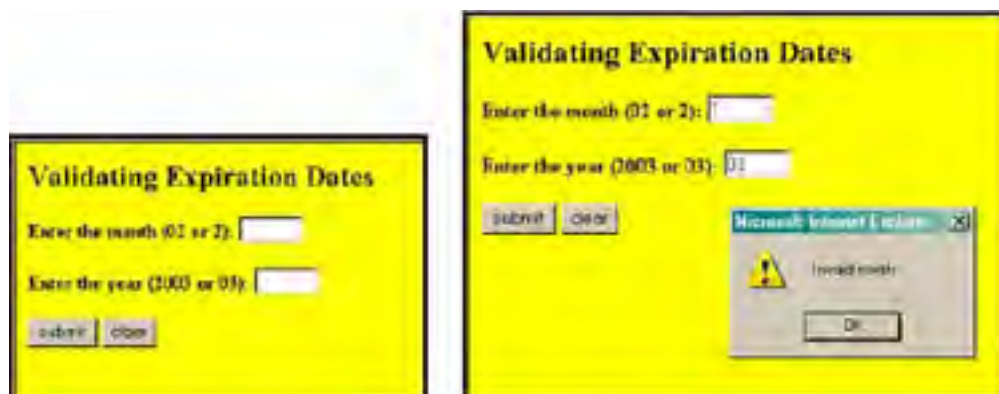 Validating Expiration Dates
Enter the month (02 or 2):
Enter the year (2003 or 03):
submit clear
Validating Expiration Dates
Enter the month (02 or 2):
Enter the year (2003 or 03):
submit clear
Microsoft Internet Explorer
Invalid month
OK